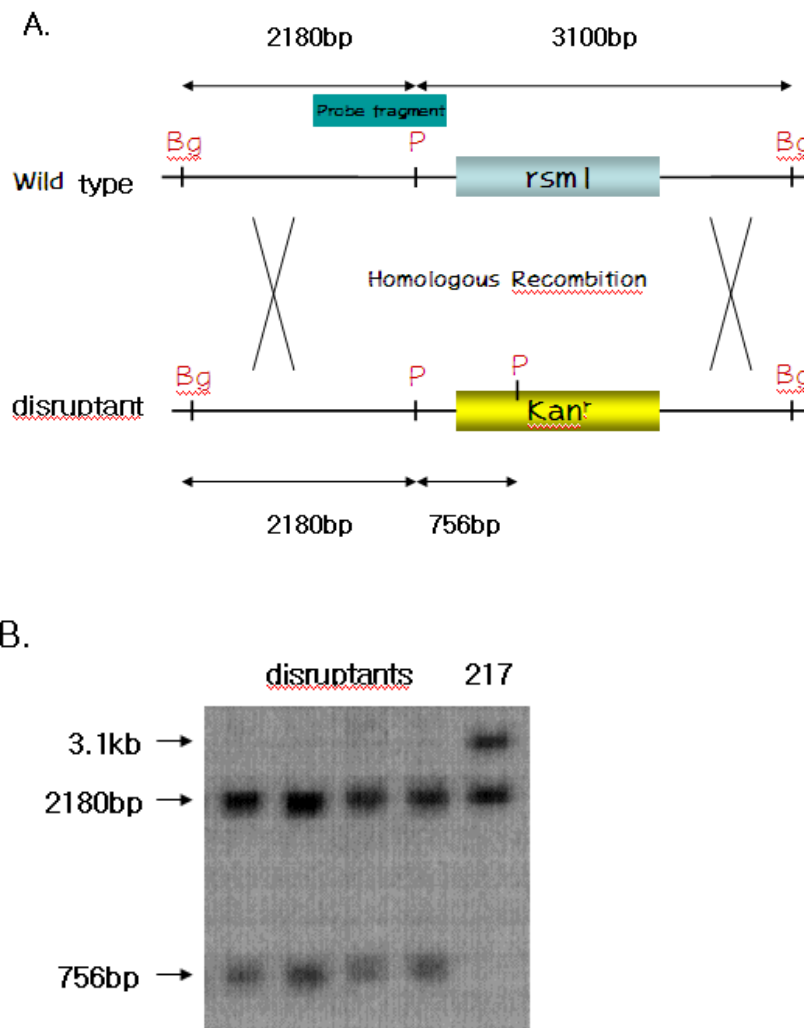 A.
2180bp 3100bp
Probe fragment
Bg P Bg
Wild type rsm1
Homologous Recombition
Bg P P Bg
disruptant Kanʳ
2180bp 756bp
B.
disruptants 217
3.1kb
2180bp
756bp